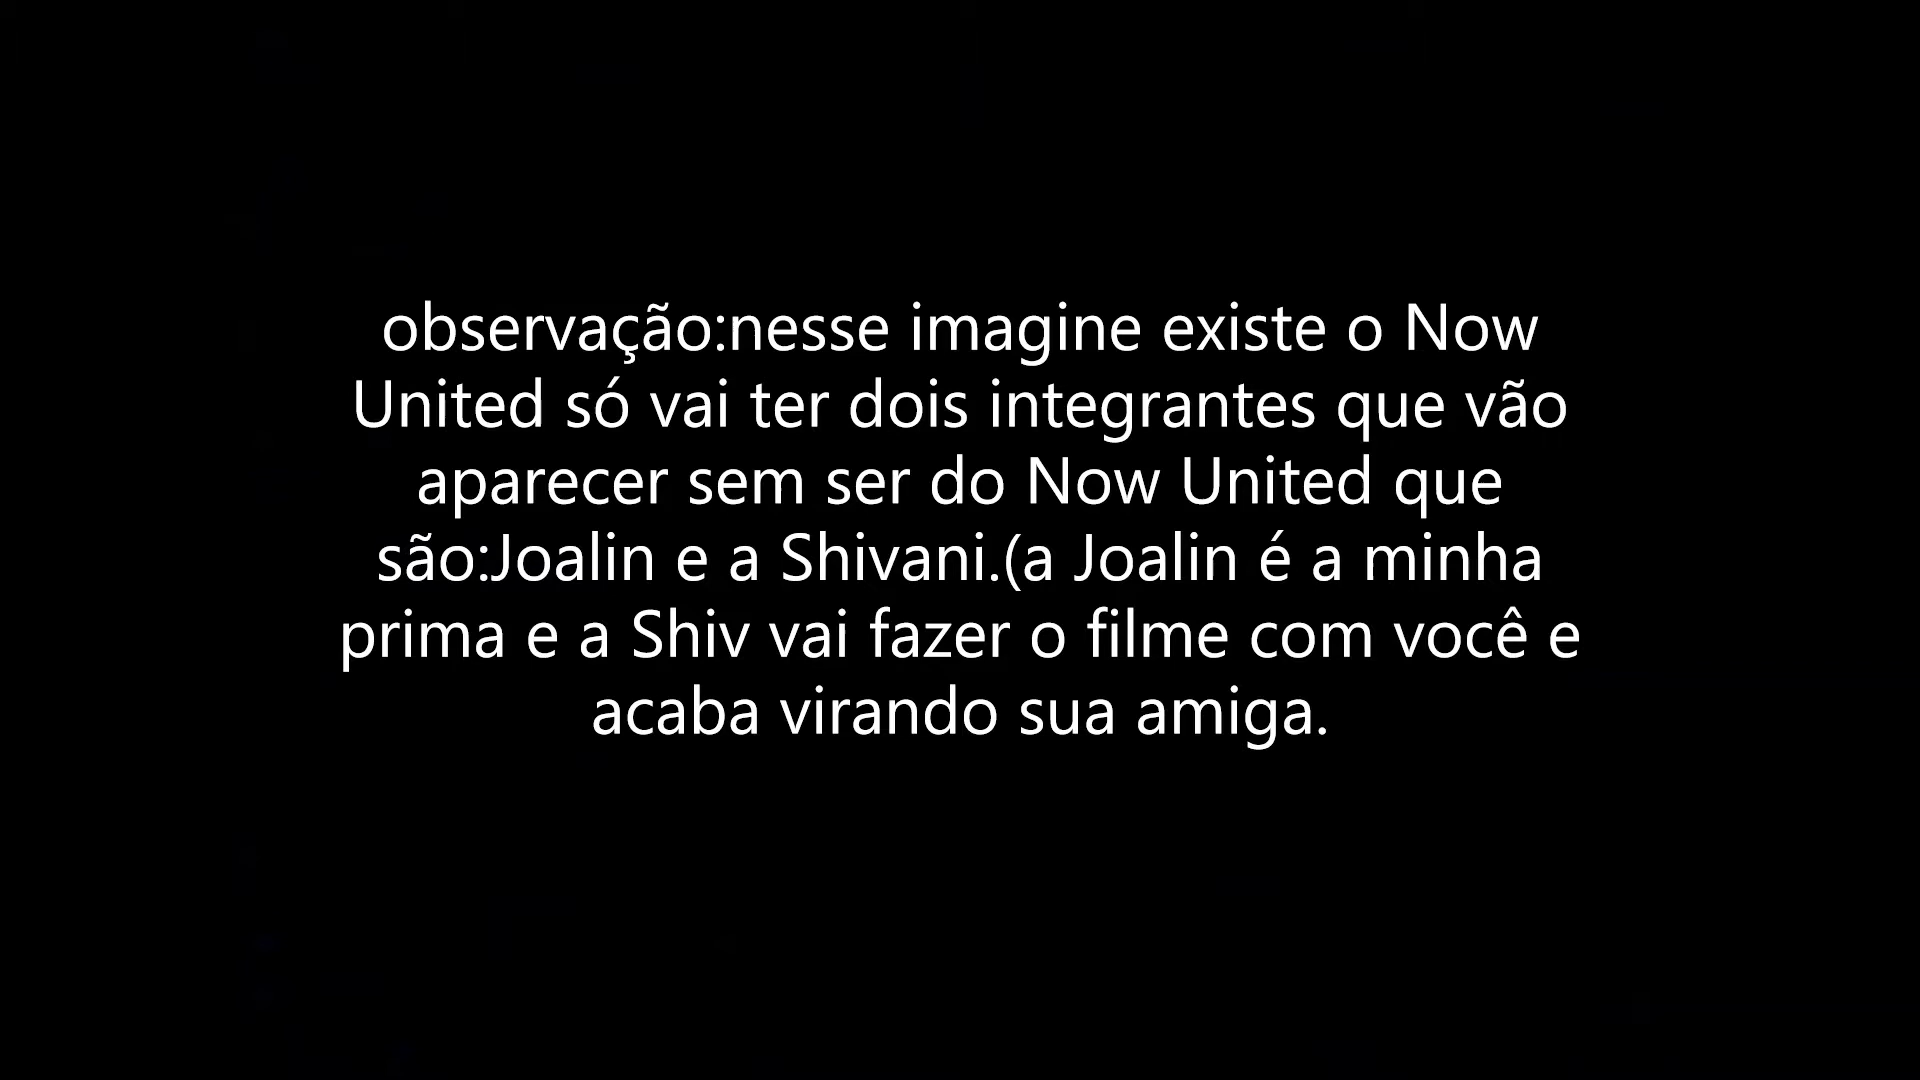 observação:nesse imagine existe o Now
United só vai ter dois integrantes que vão
aparecer sem ser do Now United que
são:Joalin e a Shivani.(a Joalin é a minha
prima e a Shiv vai fazer o filme com você e
acaba virando sua amiga.